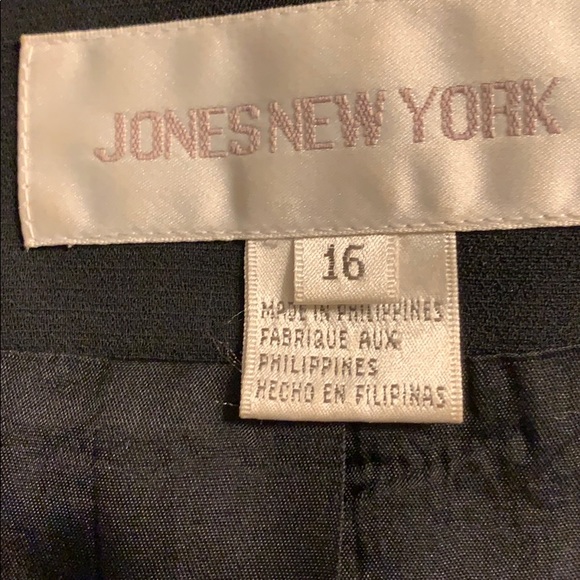 JONES NEW YORK
16
MADE IN PHILIPPINES
FABRIQUE AUX
PHILIPPINES
HECHO EN FILIPINAS